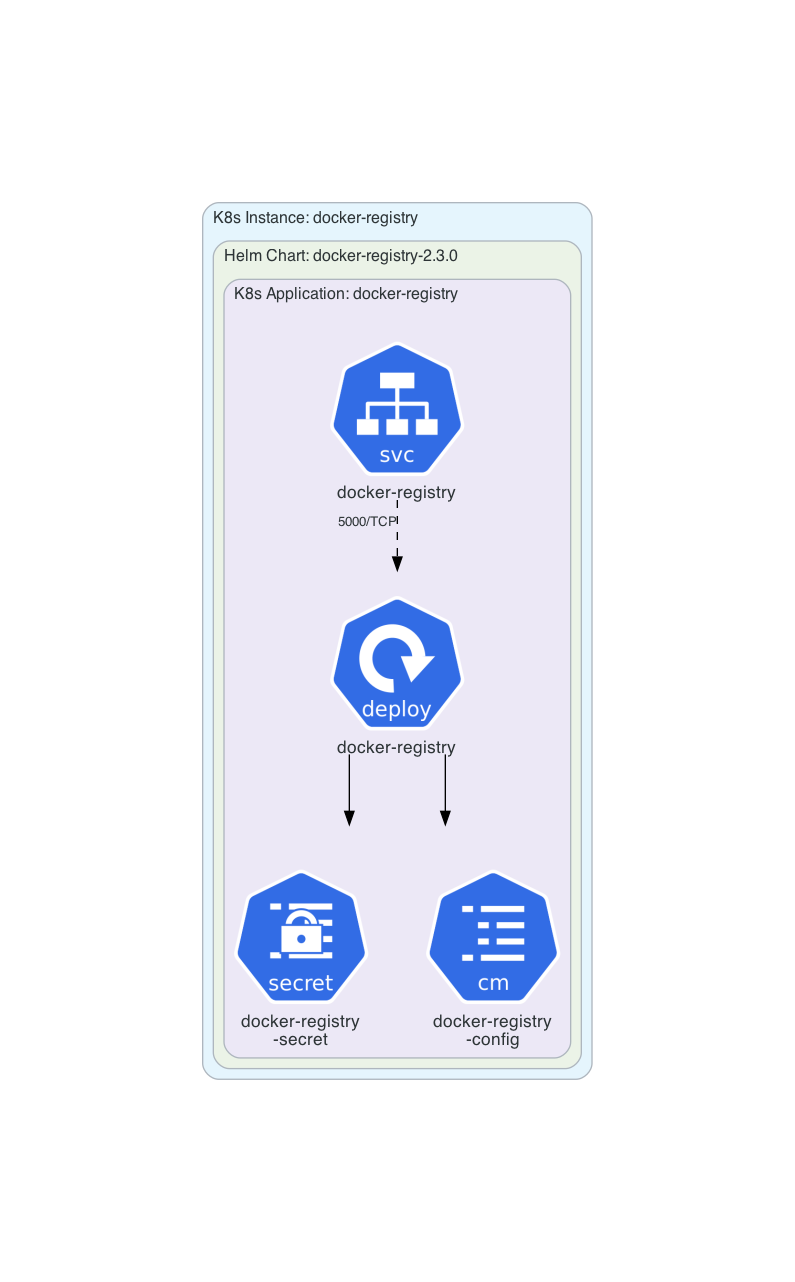 K8s Instance: docker-registry
Helm Chart: docker-registry-2.3.0
K8s Application: docker-registry
svc
docker-registry
5000/TCP
deploy
docker-registry
secret
docker-registry
-secret
cm
docker-registry
-config